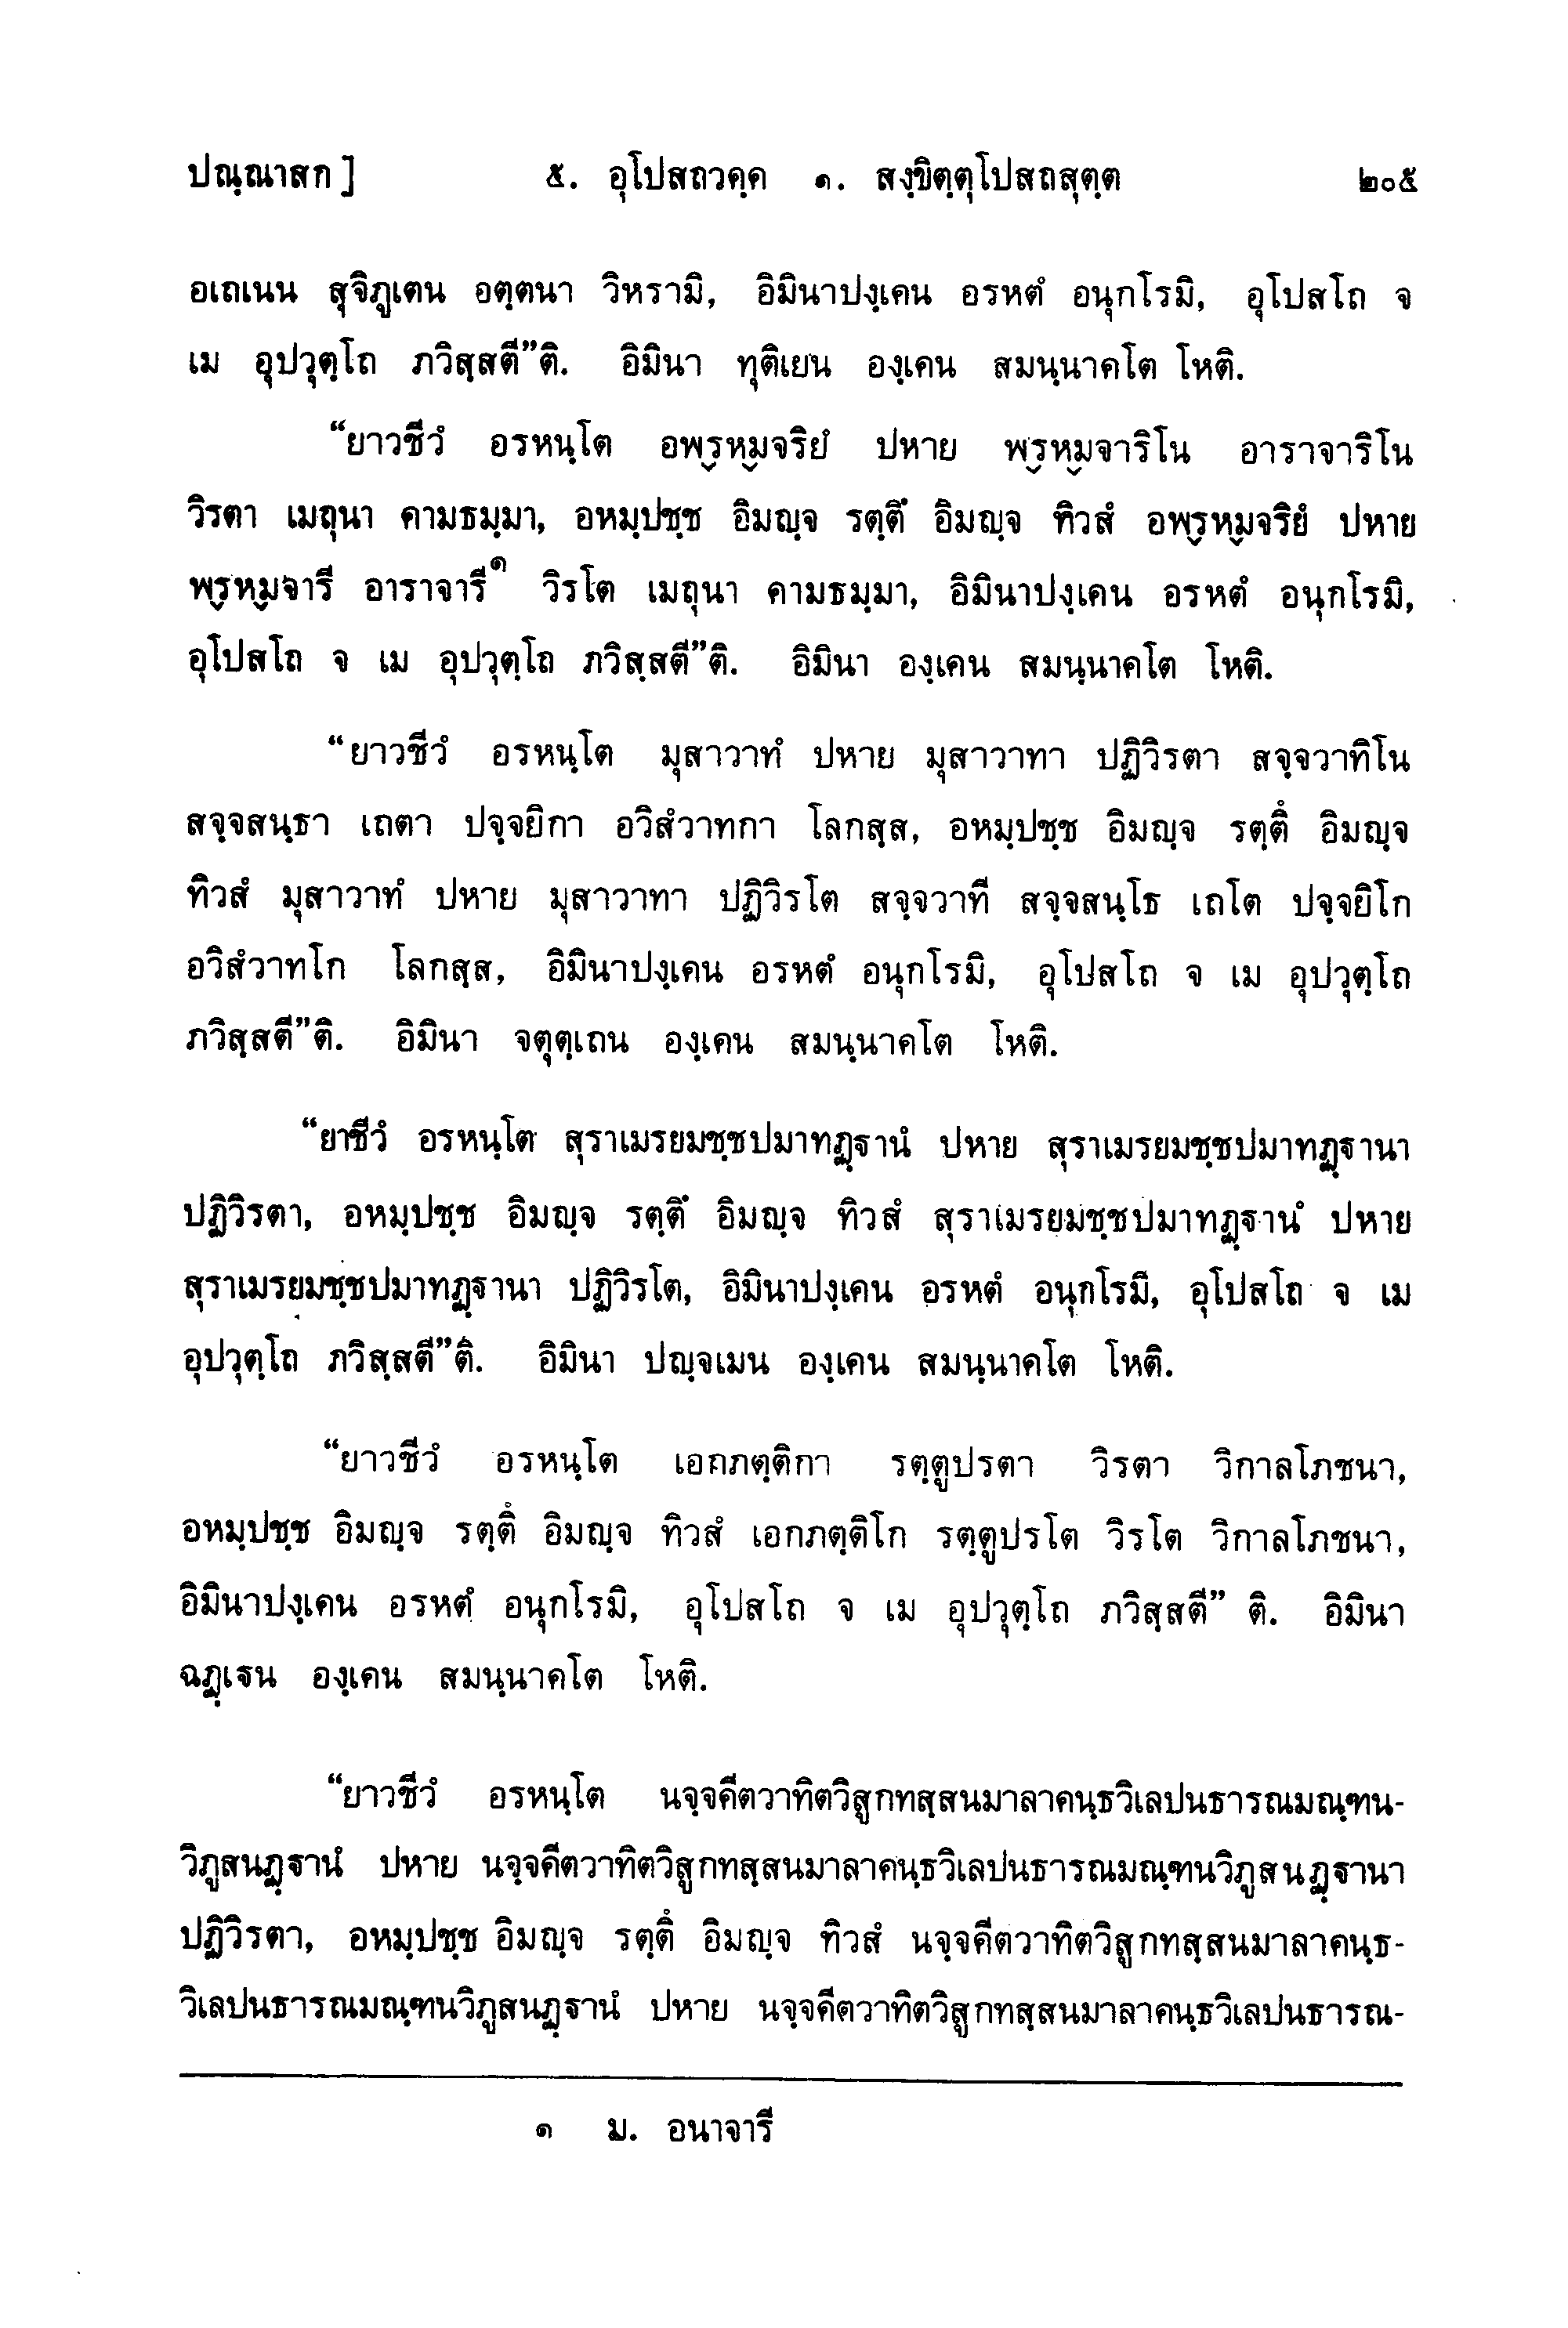 ปณฺณาสก]    ๕. อุโปสถวคฺค   ๑. สงฺขิตฺตุโปสถสุตฺต    ๒๐๕
อเถเนน สุจิภูเตน อตฺตนา วิหรามิ, อิมินาปงฺเคน อรหตํ อนุกโรมิ, อุโปสโถ จ
เม อุปวุตฺโถ ภวิสฺสตี”ติ. อิมินา ทุติเยน องฺเคน สมนฺนาคโต โหติ.
“ยาวชีวํ อรหนฺโต อพฺรหฺมจริยํ ปหาย พฺรหฺมจาริโน อาราจาริโน
วิรตา เมถุนา คามธมฺมา, อหมฺปชฺช อิมญฺจ รตฺตึ อิมญฺจ ทิวสํ อพฺรหฺมจริยํ ปหาย
พฺรหฺมจารี อาราจารี๑ วิรโต เมถุนา คามธมฺมา, อิมินาปงฺเคน อรหตํ อนุกโรมิ,
อุโปสโถ จ เม อุปวุตฺโถ ภวิสฺสตี”ติ. อิมินา องฺเคน สมนฺนาคโต โหติ.
“ยาวชีวํ อรหนฺโต มุสาวาทํ ปหาย มุสาวาทา ปฏิวิรตา สจฺจวาทิโน
สจฺจสนฺธา เถตา ปจฺจยิกา อวิสํวาทกา โลกสฺส, อหมฺปชฺช อิมญฺจ รตฺตึ อิมญฺจ
ทิวสํ มุสาวาทํ ปหาย มุสาวาทา ปฏิวิรโต สจฺจวาที สจฺจสนฺโธ เถโต ปจฺจยิโก
อวิสํวาทโก โลกสฺส, อิมินาปงฺเคน อรหตํ อนุกโรมิ, อุโปสโถ จ เม อุปวุตฺโถ
ภวิสฺสตี”ติ. อิมินา จตุตฺเถน องฺเคน สมนฺนาคโต โหติ.
“ยาชีวํ อรหนฺโต สุราเมรยมชฺชปมาทฏฺฐานํ ปหาย สุราเมรยมชฺชปมาทฏฺฐานา
ปฏิวิรตา, อหมฺปชฺช อิมญฺจ รตฺตึ อิมญฺจ ทิวสํ สุราเมรยมชฺชปมาทฏฺฐานํ ปหาย
สุราเมรยมชฺชปมาทฏฺฐานา ปฏิวิรโต, อิมินาปงฺเคน อรหตํ อนุกโรมี, อุโปสโถ จ เม
อุปวุตฺโถ ภวิสฺสตี”ติ. อิมินา ปญฺจเมน องฺเคน สมนฺนาคโต โหติ.
“ยาวชีวํ อรหนฺโต เอถภตฺติกา รตฺตูปรตา วิรตา วิกาลโภชนา,
อหมฺปชฺช อิมญฺจ รตฺตึ อิมญฺจ ทิวสํ เอกภตฺติโก รตฺตูปรโต วิรโต วิกาลโภชนา,
อิมินาปงฺเคน อรหตํ อนุกโรมิ, อุโปสโถ จ เม อุปวุตฺโถ ภวิสฺสตี” ติ. อิมินา
ฉฏฺเฐน องฺเคน สมนฺนาคโต โหติ.
“ยาวชีวํ อรหนฺโต นจฺจคีตวาทิตวิสูกทสฺสนมาลาคนฺธวิเลปนธารณมณฺฑน-
วิภูสนฏฺฐานํ ปหาย นจฺจคีตวาทิตวิสูกทสฺสนมาลาคนฺธวิเลปนธารณมณฺฑนวิภูสนฏฺฐานา
ปฏิวิรตา, อหมฺปชฺช อิมญฺจ รตฺตึ อิมญฺจ ทิวสํ นจฺจคีตวาทิตวิสูกทสฺสนมาลาคนฺธ-
วิเลปนธารณมณฺฑนวิภูสนฏฺฐานํ ปหาย นจฺจคีตวาทิตวิสูกทสฺสนมาลาคนฺธวิเลปนธารณ-
๑ ม. อนาจารี